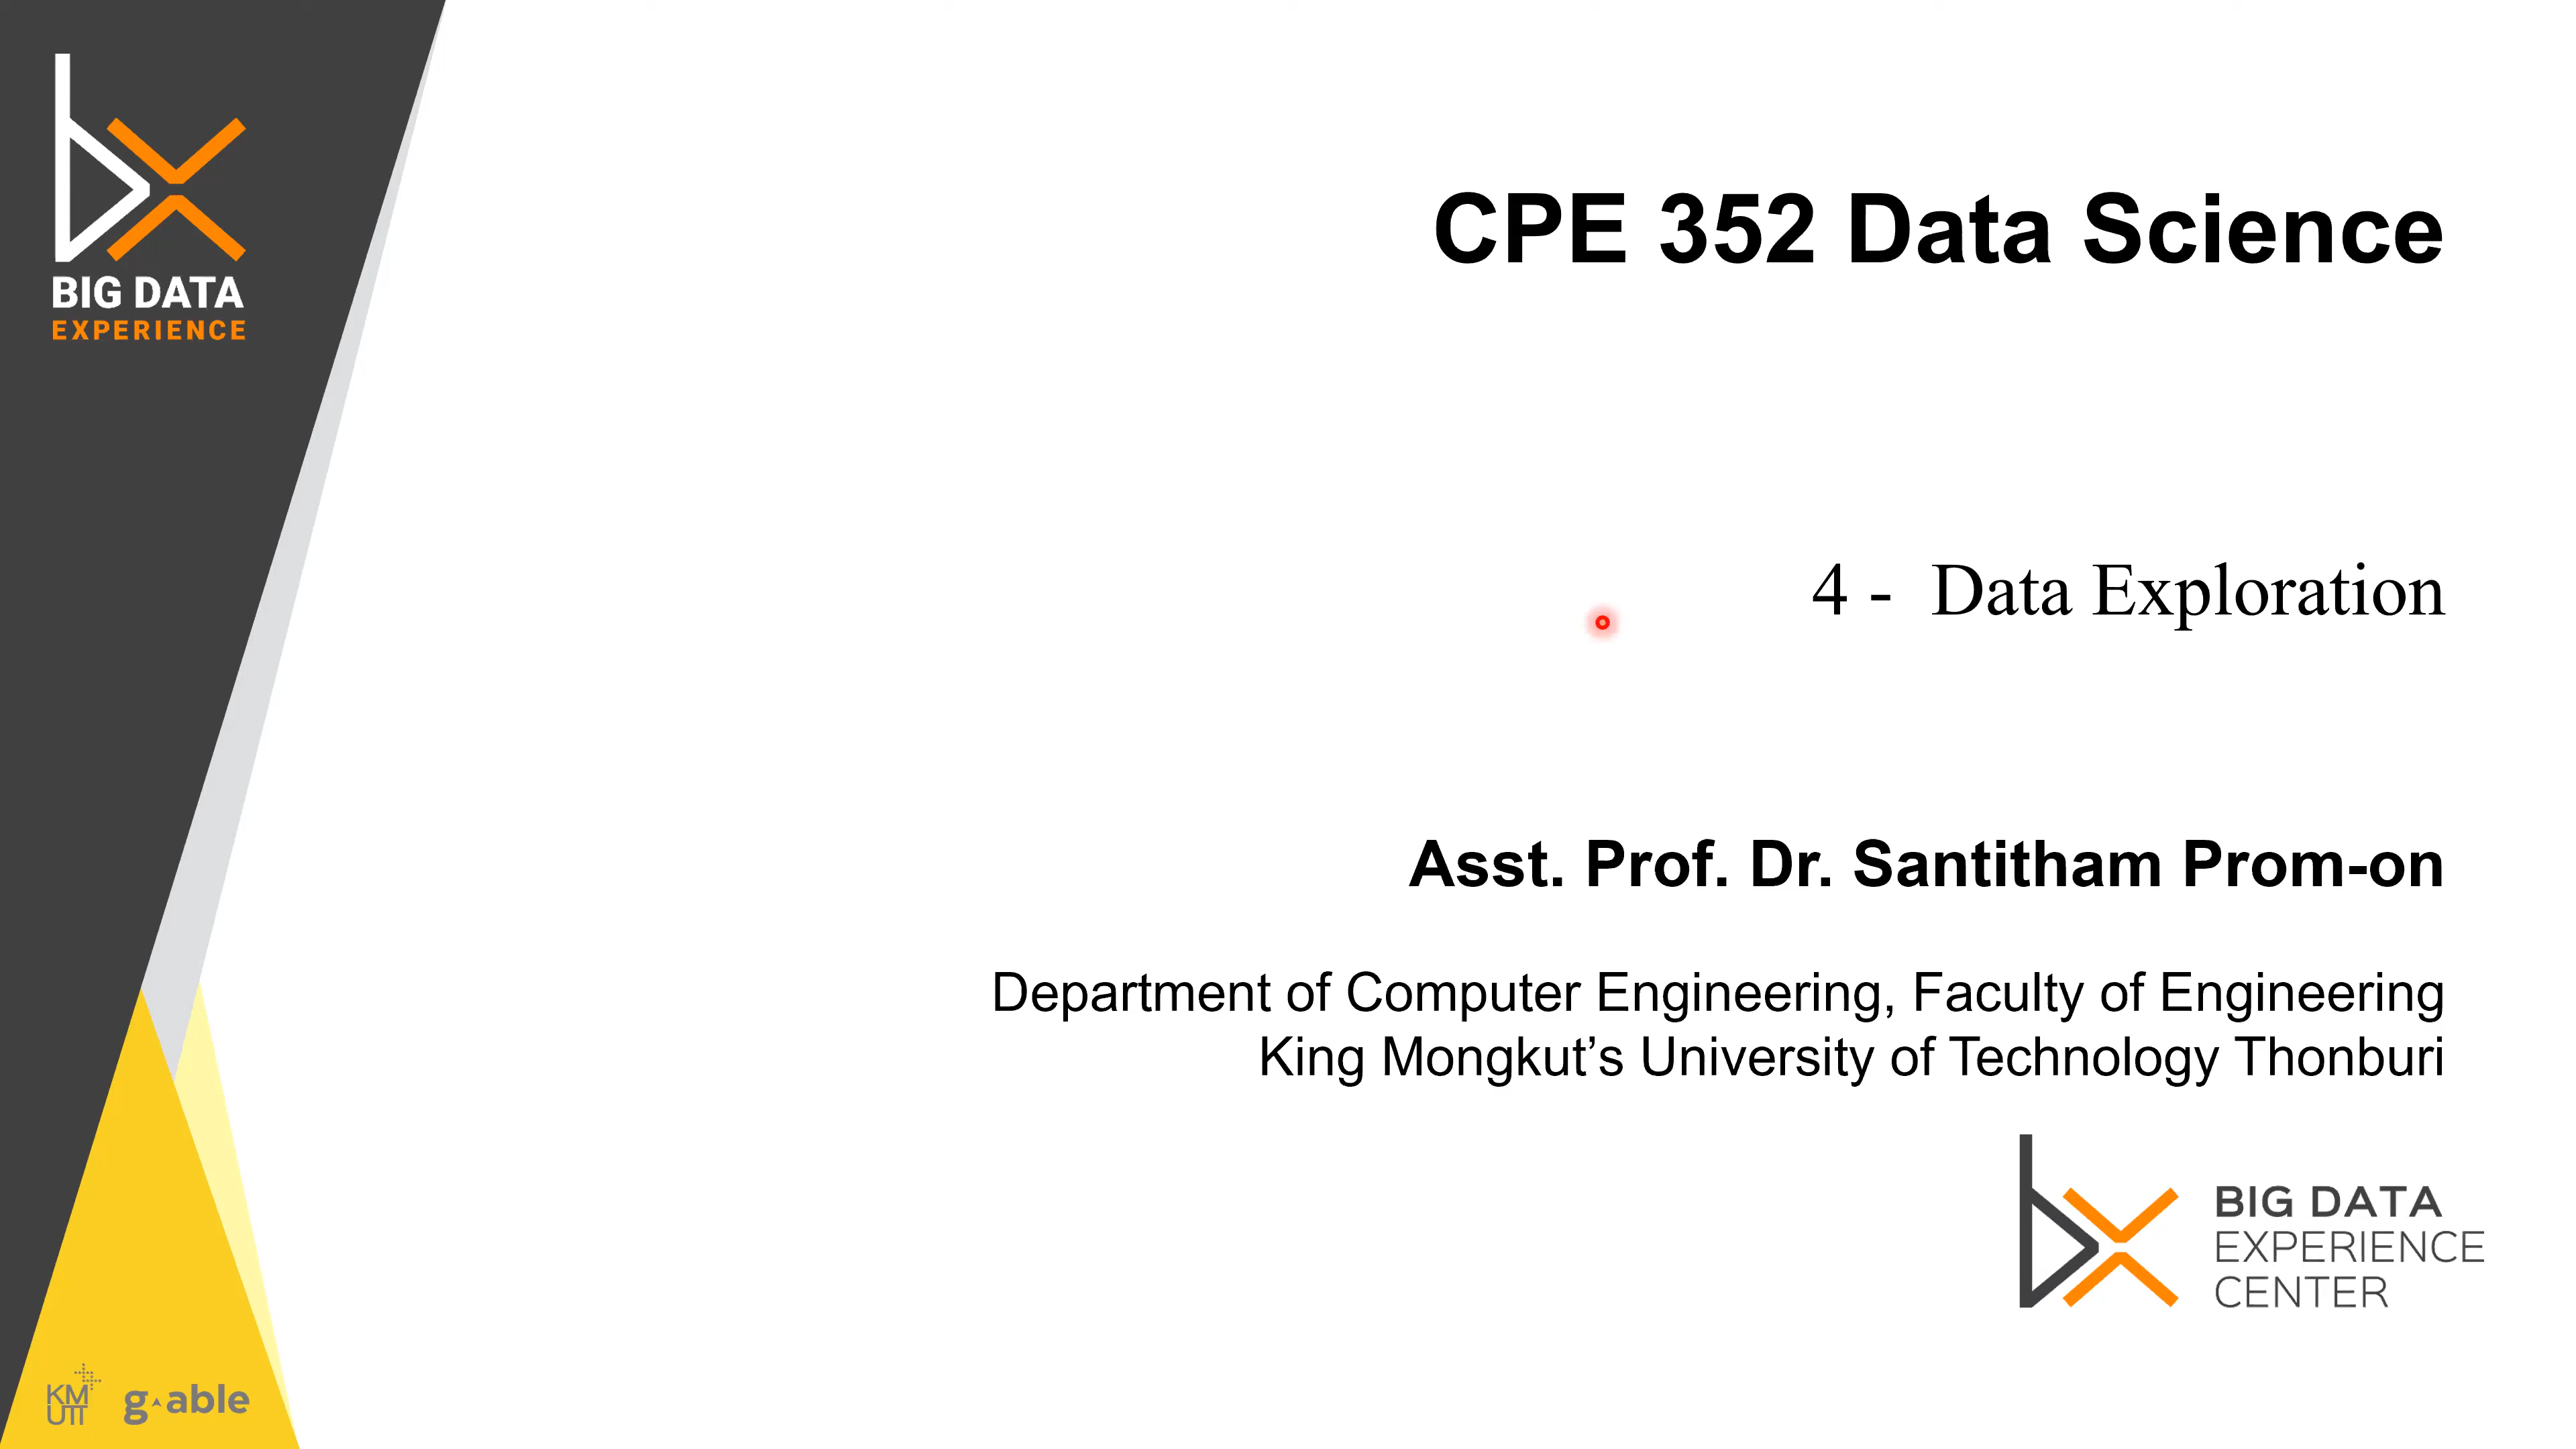 BIG DATA
EXPERIENCE
CPE 352 Data Science
4 - Data Exploration
Asst. Prof. Dr. Santitham Prom-on
Department of Computer Engineering, Faculty of Engineering
King Mongkut’s University of Technology Thonburi
BIG DATA
EXPERIENCE
CENTER
KM
UTT
g-able